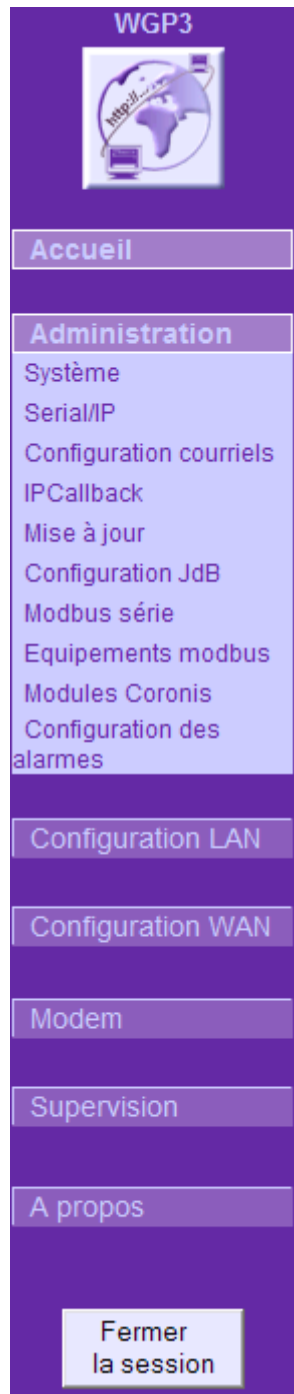 WGP3
http://...
Accueil
Administration
Système
Serial/IP
Configuration courriels
IPCallback
Mise à jour
Configuration JdB
Modbus série
Equipements modbus
Modules Coronis
Configuration des
alarmes
Configuration LAN
Configuration WAN
Modem
Supervision
A propos
Fermer
la session